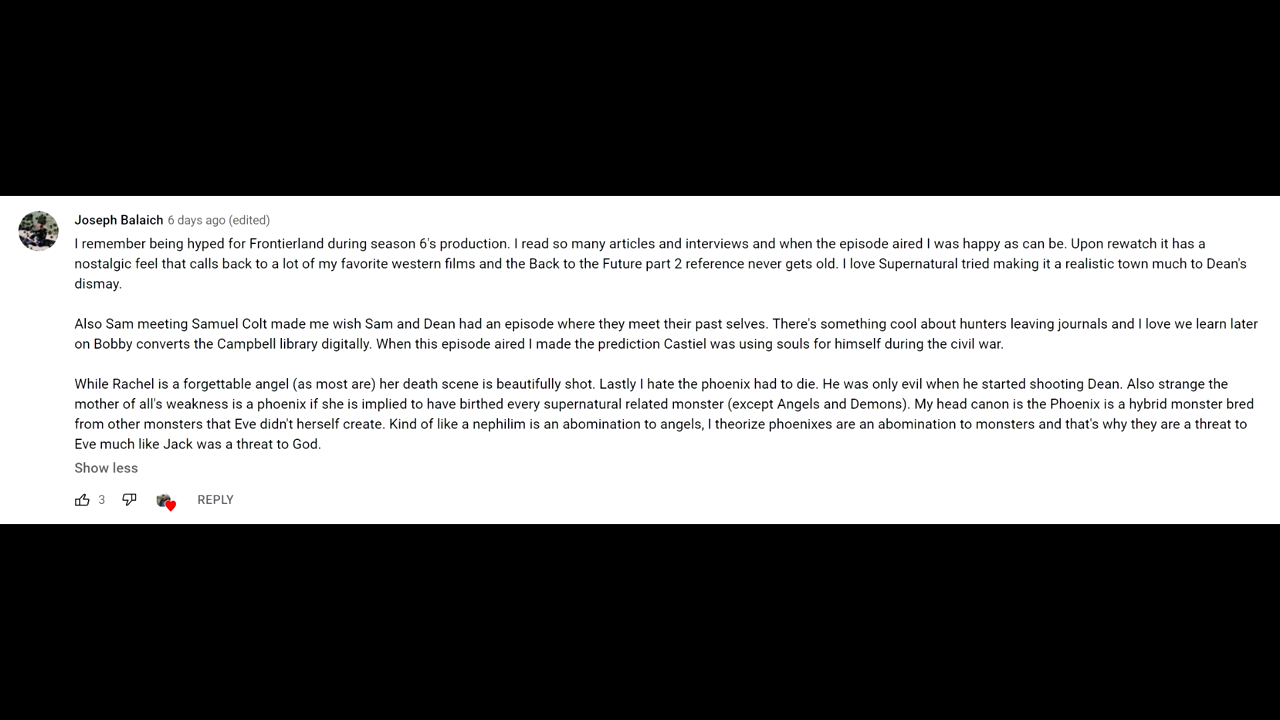 Joseph Balaich 6 days ago (edited)
I remember being hyped for Frontierland during season 6's production. I read so many articles and interviews and when the episode aired I was happy as can be. Upon rewatch it has a
nostalgic feel that calls back to a lot of my favorite western films and the Back to the Future part 2 reference never gets old. I love Supernatural tried making it a realistic town much to Dean's
dismay.
Also Sam meeting Samuel Colt made me wish Sam and Dean had an episode where they meet their past selves. There's something cool about hunters leaving journals and I love we learn later
on Bobby converts the Campbell library digitally. When this episode aired I made the prediction Castiel was using souls for himself during the civil war.
While Rachel is a forgettable angel (as most are) her death scene is beautifully shot. Lastly I hate the phoenix had to die. He was only evil when he started shooting Dean. Also strange the
mother of all's weakness is a phoenix if she is implied to have birthed every supernatural related monster (except Angels and Demons). My head canon is the Phoenix is a hybrid monster bred
from other monsters that Eve didn't herself create. Kind of like a nephilim is an abomination to angels, I theorize phoenixes are an abomination to monsters and that's why they are a threat to
Eve much like Jack was a threat to God.
Show less
3 REPLY